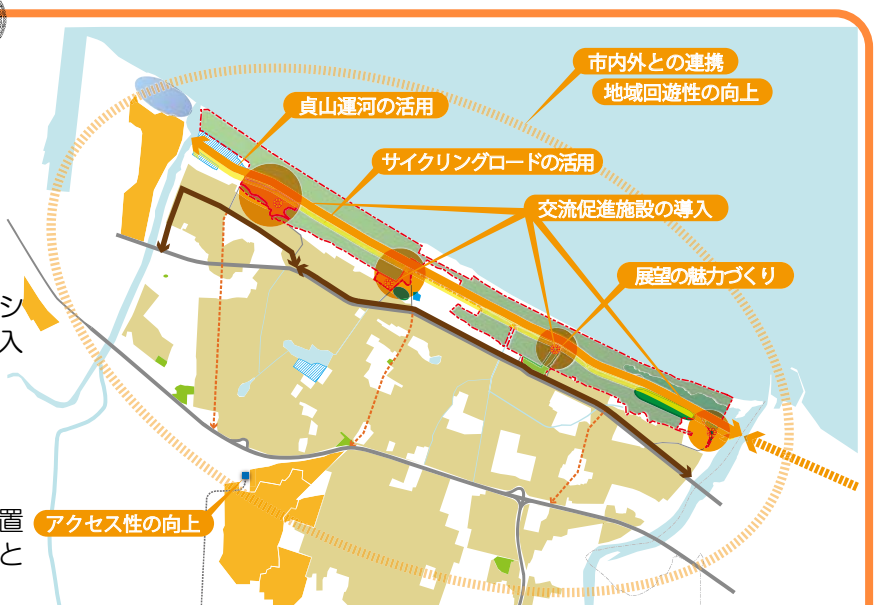 市内外との連携
地域回遊性の向上
貞山運河の活用
サイクリングロードの活用
交流促進施設の導入
展望の魅力づくり
シ
入
置
アクセス性の向上
と